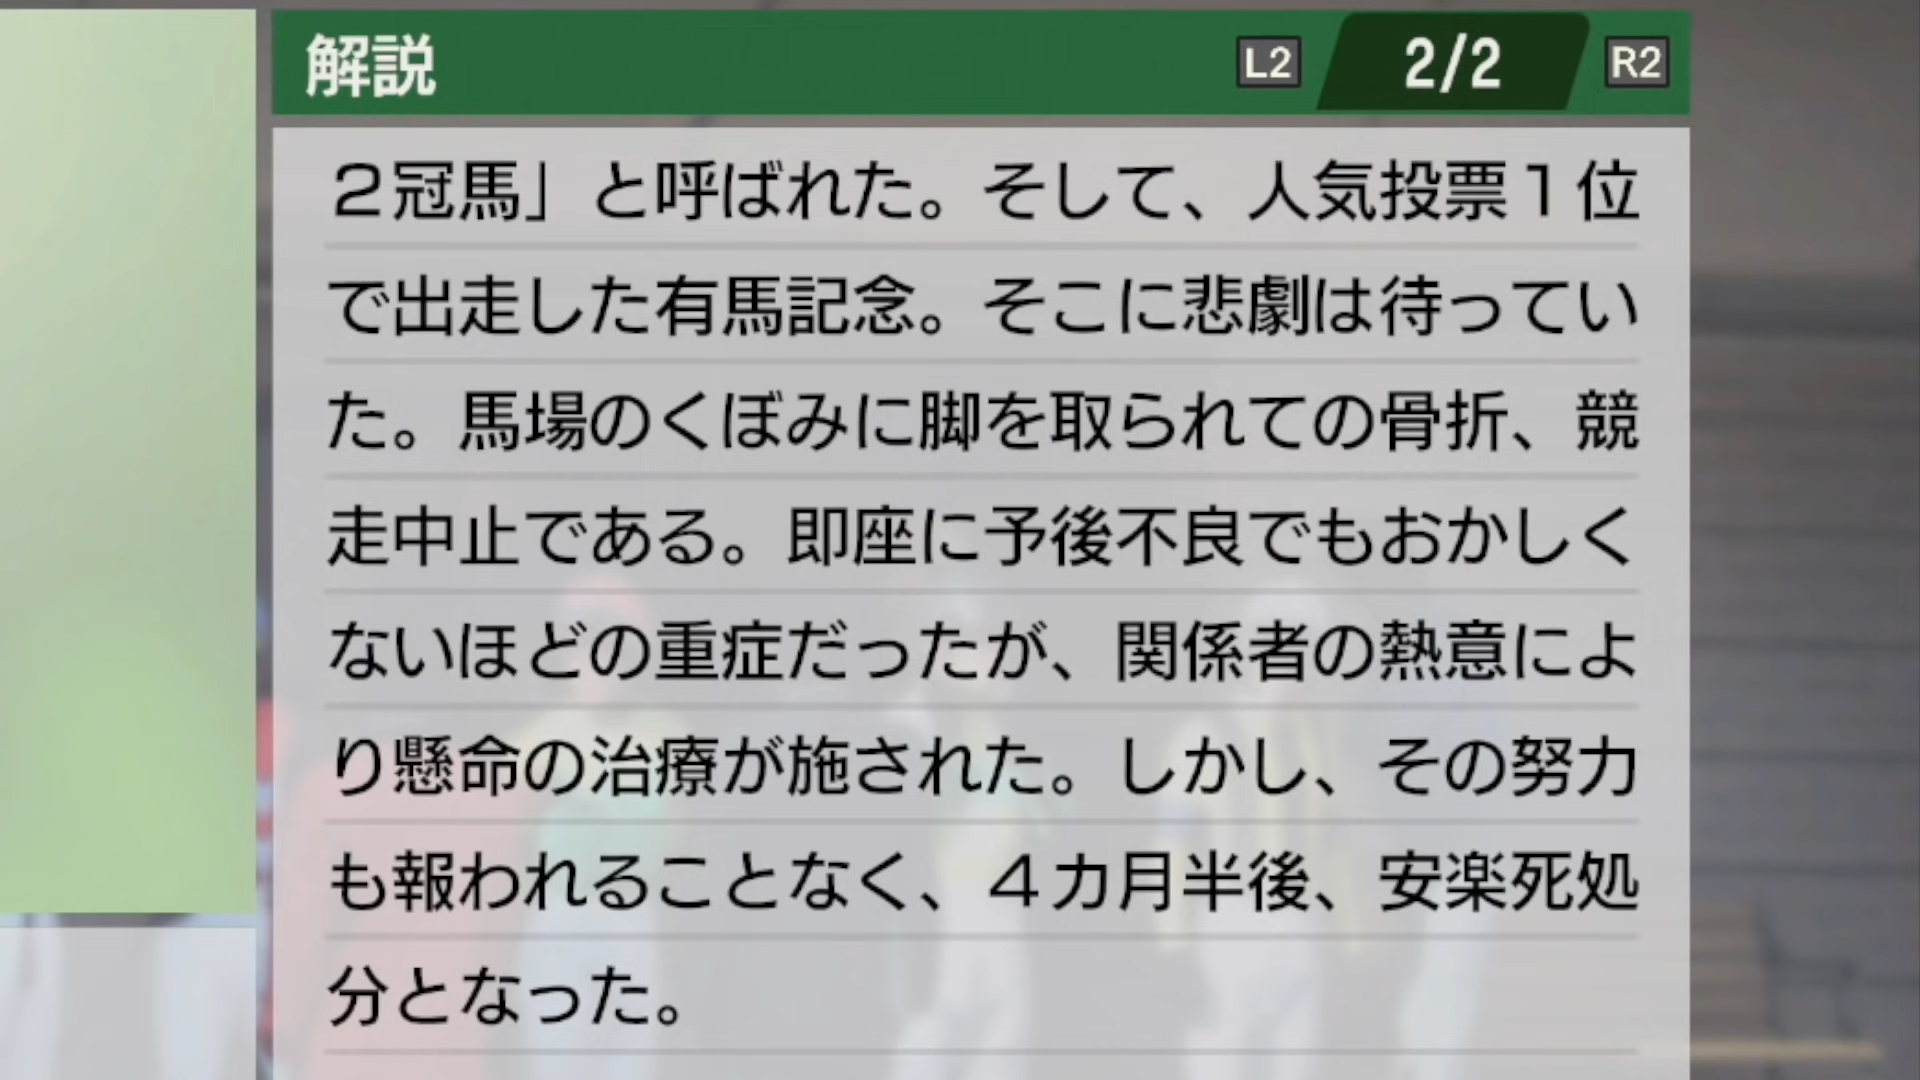 解説
L2
2/2
R2
２冠馬」と呼ばれた。そして、人気投票１位
で出走した有馬記念。そこに悲劇は待ってい
た。馬場のくぼみに脚を取られての骨折、競
走中止である。即座に予後不良でもおかしく
ないほどの重症だったが、関係者の熱意によ
り懸命の治療が施された。しかし、その努力
も報われることなく、４カ月半後、安楽死処
分となった。